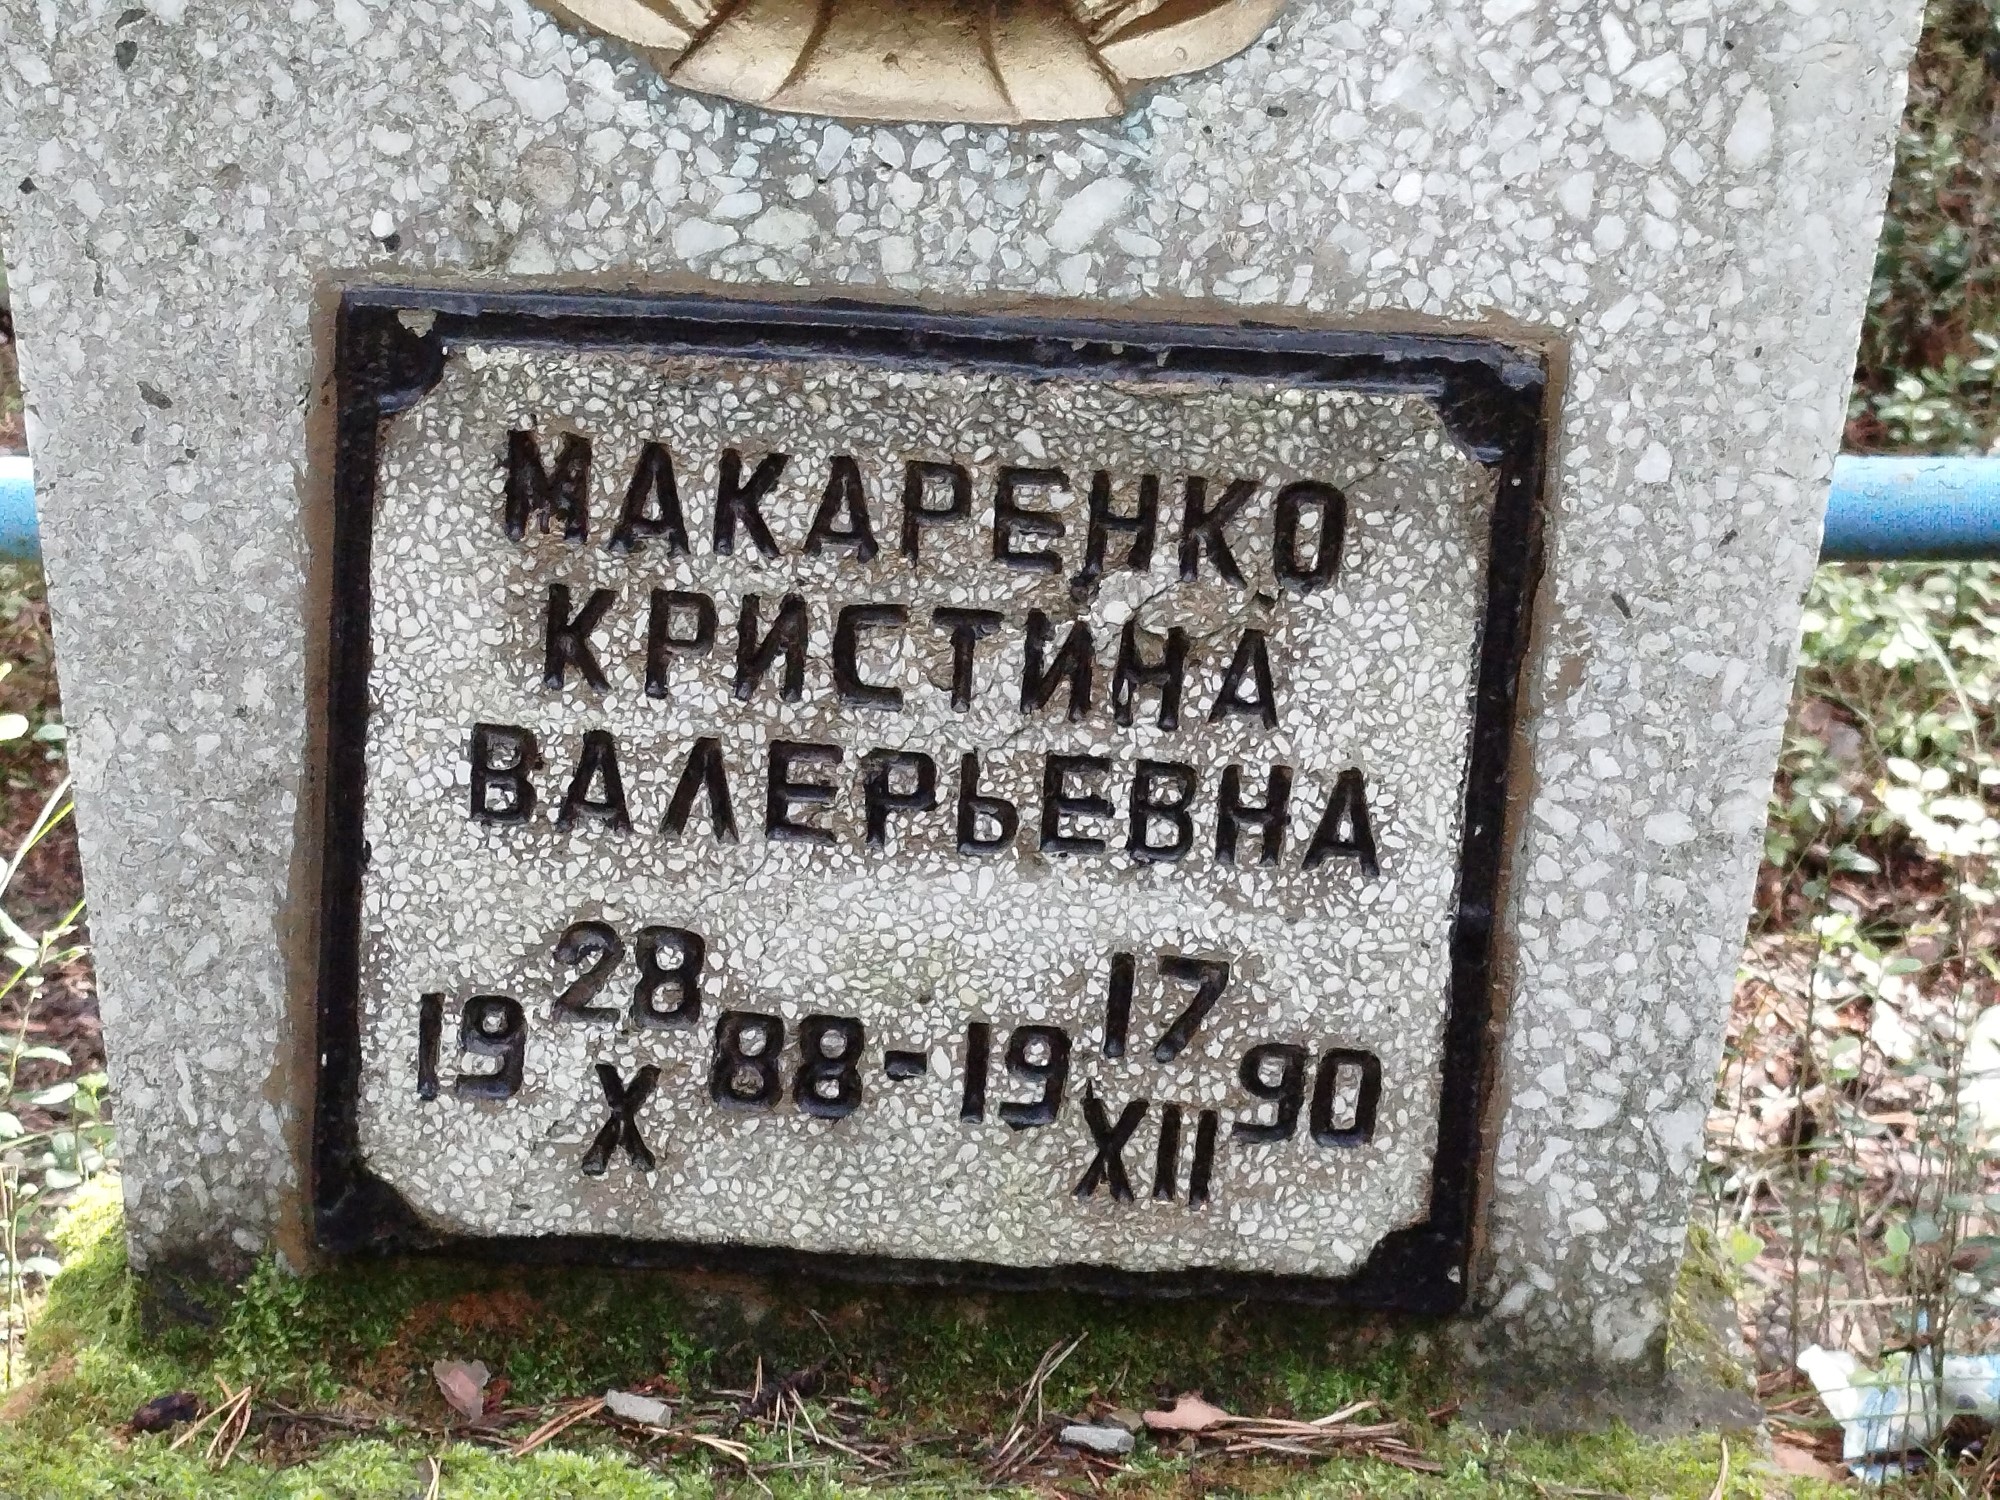 МАКАРЕНКО
КРИСТИНА
ВАЛЕРЬЕВНА
19 28 X 88 - 19 17 XII 90